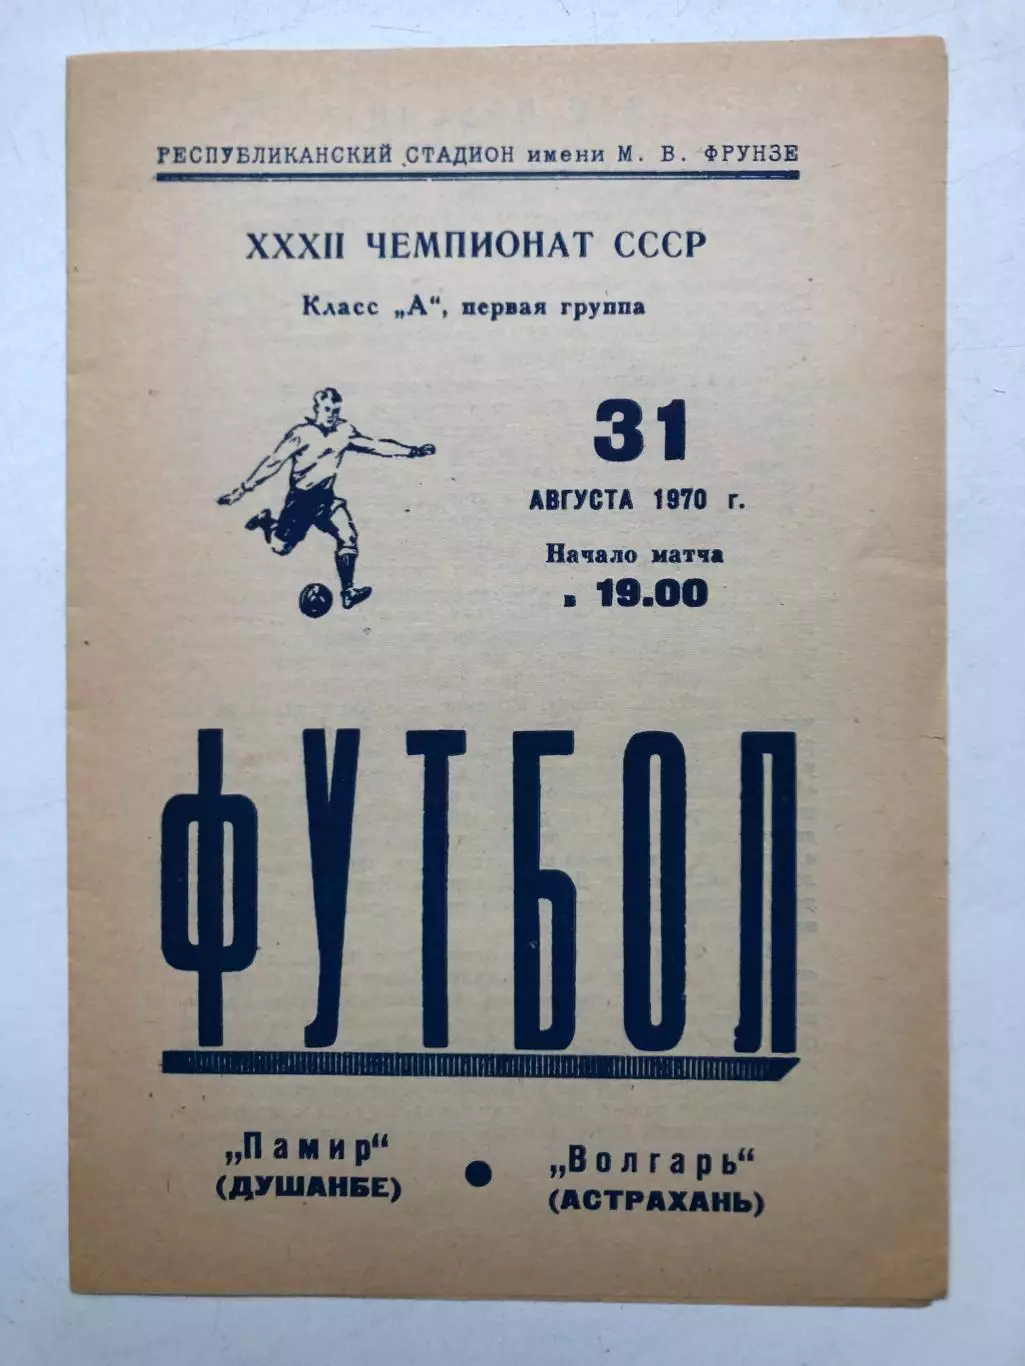 РЕСПУБЛИКАНСКИЙ СТАДИОН имени М. В. ФРУНЗЕ
XXXII ЧЕМПИОНАТ СССР
Класс „А“, первая группа
31
АВГУСТА 1970 г.
Начало матча
в 19.00
ФУТБОЛ
„Памир“
(ДУШАНБЕ)
●
„Волгарь“
(АСТРАХАНЬ)